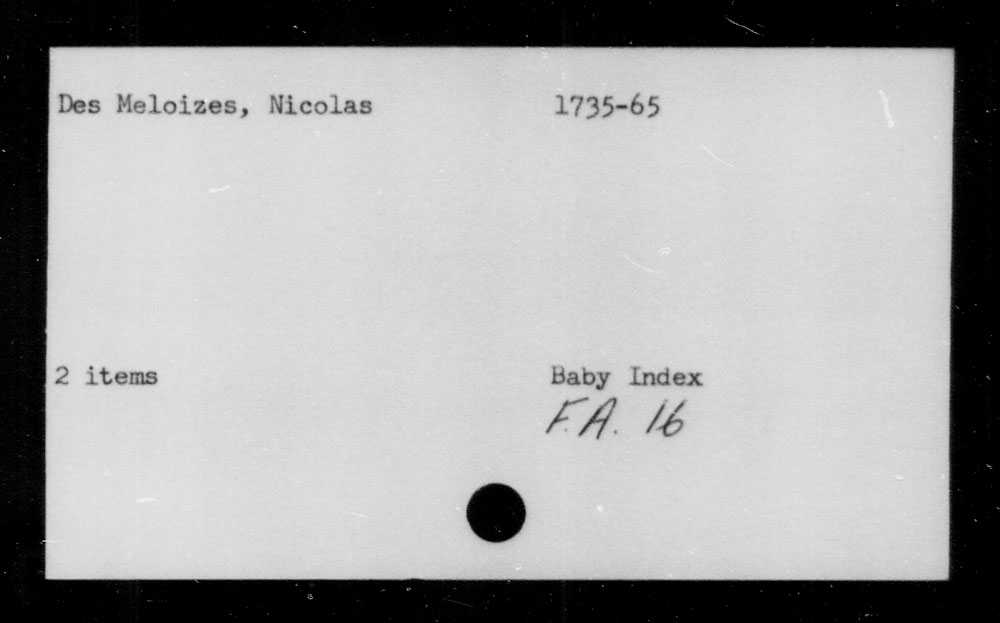 Des Meloizes, Nicolas 1735-65
2 items Baby Index
F.A. 16